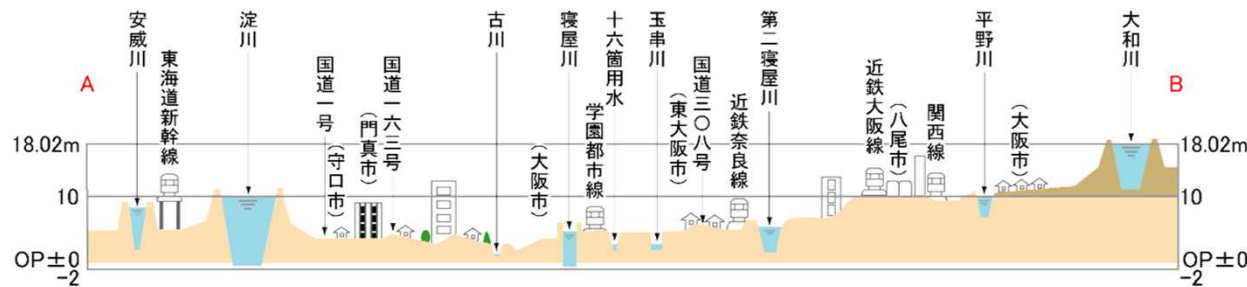 安威川
A
東海道新幹線
淀川
国道一号
(守口市)
(門真市)
国道一六三号
古川
(大阪市)
寝屋川
学園都市線
十六箇用水
玉串川
(東大阪市)
国道三〇八号
近鉄奈良線
第二寝屋川
近鉄大阪線
(八尾市)
関西線
平野川
(大阪市)
大和川
B
18.02m
10
OP±0
-2
18.02m
10
OP±0
-2